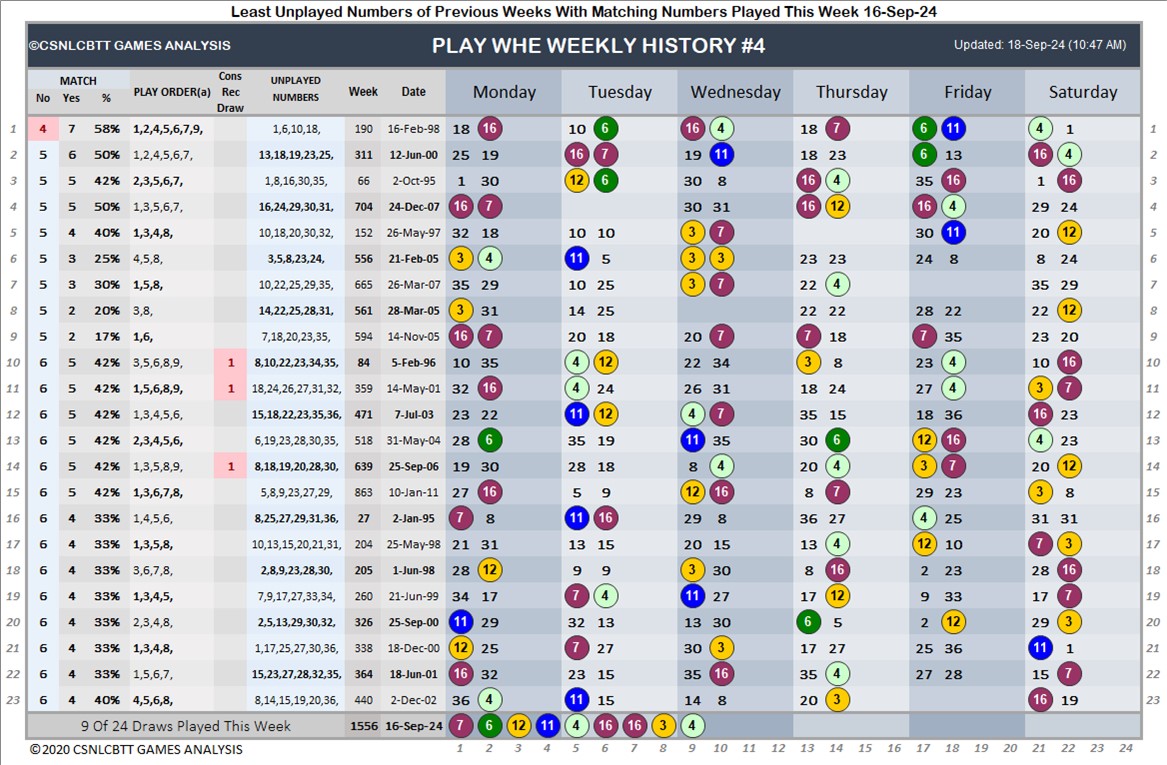 Least Unplayed Numbers of Previous Weeks With Matching Numbers Played This Week 16-Sep-24
©CSNLCBTT GAMES ANALYSIS PLAY WHE WEEKLY HISTORY #4 Updated: 18-Sep-24 (10:47 AM)
MATCH Cons
No Yes % PLAY ORDER(a) Rec UNPLAYED NUMBERS Week Date Monday Tuesday Wednesday Thursday Friday Saturday
Draw
1 4 7 58% 1,2,4,5,6,7,9, 1,6,10,18, 190 16-Feb-98 18 16 10 6 16 4 18 7 6 11 4 1 1
2 5 6 50% 1,2,4,5,6,7, 13,18,19,23,25, 311 12-Jun-00 25 19 16 7 19 11 18 23 6 13 16 4 2
3 5 5 42% 2,3,5,6,7, 1,8,16,30,35, 66 2-Oct-95 1 30 12 6 30 8 16 4 35 16 1 16 3
4 5 5 50% 1,3,5,6,7, 16,24,29,30,31, 704 24-Dec-07 16 7 30 31 16 12 16 4 29 24 4
5 5 4 40% 1,3,4,8, 10,18,20,30,32, 152 26-May-97 32 18 10 10 3 7 30 11 20 12 5
6 5 3 25% 4,5,8, 3,5,8,23,24, 556 21-Feb-05 3 4 11 5 3 3 23 23 24 8 8 24 6
7 5 3 30% 1,5,8, 10,22,25,29,35, 665 26-Mar-07 35 29 10 25 3 7 22 4 35 29 7
8 5 2 20% 3,8, 14,22,25,28,31, 561 28-Mar-05 3 31 14 25 22 22 28 22 22 12 8
9 5 2 17% 1,6, 7,18,20,23,35, 594 14-Nov-05 16 7 20 18 20 7 7 18 7 35 23 20 9
10 6 5 42% 3,5,6,8,9, 1 8,10,22,23,34,35, 84 5-Feb-96 10 35 4 12 22 34 3 8 23 4 10 16 10
11 6 5 42% 1,5,6,8,9, 1 18,24,26,27,31,32, 359 14-May-01 32 16 4 24 26 31 18 24 27 4 3 7 11
12 6 5 42% 1,3,4,5,6, 15,18,22,23,35,36, 471 7-Jul-03 23 22 11 12 4 7 35 15 18 36 16 23 12
13 6 5 42% 2,3,4,5,6, 6,19,23,28,30,35, 518 31-May-04 28 6 35 19 11 35 30 6 12 16 4 23 13
14 6 5 42% 1,3,5,8,9, 1 8,18,19,20,28,30, 639 25-Sep-06 19 30 28 18 8 4 20 4 3 7 20 12 14
15 6 5 42% 1,3,6,7,8, 5,8,9,23,27,29, 863 10-Jan-11 27 16 5 9 12 16 8 7 29 23 3 8 15
16 6 4 33% 1,4,5,6, 8,25,27,29,31,36, 27 2-Jan-95 7 8 11 16 29 8 36 27 4 25 31 31 16
17 6 4 33% 1,3,5,8, 10,13,15,20,21,31, 204 25-May-98 21 31 13 15 20 15 13 4 12 10 7 3 17
18 6 4 33% 3,6,7,8, 2,8,9,23,28,30, 205 1-Jun-98 28 12 9 9 3 30 8 16 2 23 28 16 18
19 6 4 33% 1,3,4,5, 7,9,17,27,33,34, 260 21-Jun-99 34 17 7 4 11 27 17 12 9 33 17 7 19
20 6 4 33% 2,3,4,8, 2,5,13,29,30,32, 326 25-Sep-00 11 29 32 13 13 30 6 5 2 12 29 3 20
21 6 4 33% 1,3,4,8, 1,17,25,27,30,36, 338 18-Dec-00 12 25 7 27 30 3 17 27 25 36 11 1 21
22 6 4 33% 1,5,6,7, 15,23,27,28,32,35, 364 18-Jun-01 16 32 23 15 35 16 35 4 27 28 15 7 22
23 6 4 40% 4,5,6,8, 8,14,15,19,20,36, 440 2-Dec-02 36 4 11 15 14 8 20 3 16 19 23
9 Of 24 Draws Played This Week 1556 16-Sep-24 7 6 12 11 4 16 16 3 4
© 2020 CSNLCBTT GAMES ANALYSIS 1 2 3 4 5 6 7 8 9 10 11 12 13 14 15 16 17 18 19 20 21 22 23 24